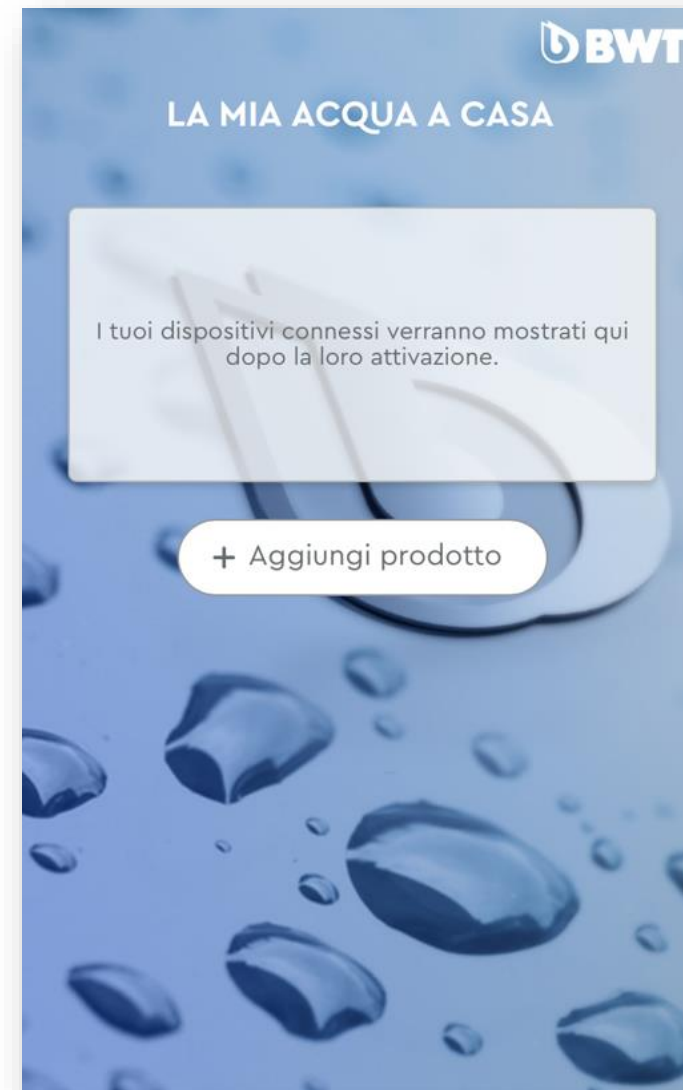 BWT
LA MIA ACQUA A CASA
I tuoi dispositivi connessi verranno mostrati qui
dopo la loro attivazione.
+ Aggiungi prodotto